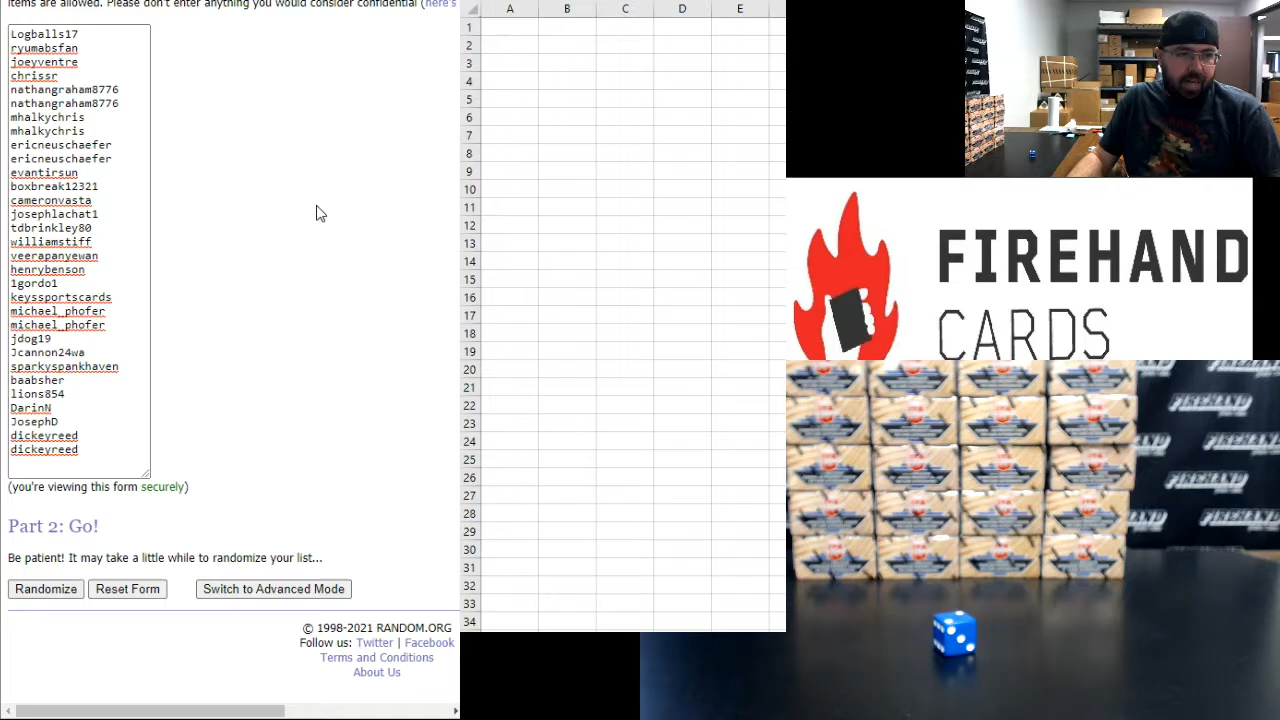 items are allowed. Please don't enter anything you would consider confidential (here's
Logballs17
ryumabsfan
joeyventre
chrissr
nathangraham8776
nathangraham8776
mhalkychris
mhalkychris
ericneuschaefer
ericneuschaefer
evantirsun
boxbreak12321
cameronvasta
josephlachat1
tdbrinkley80
williamstiff
veerapanyewan
henrybenson
lgordo1
keyssportscards
michael_phofer
michael_phofer
jdog19
Jcannon24wa
sparkyspankhaven
baabsher
lions854
DarinN
JosephD
dickeyreed
dickeyreed
(you're viewing this form securely)
Part 2: Go!
Be patient! It may take a little while to randomize your list...
Randomize Reset Form Switch to Advanced Mode
© 1998-2021 RANDOM.ORG
Follow us: Twitter | Facebook
Terms and Conditions
About Us
A B C D E
1
2
3
4
5
6
7
8
9
10
11
12
13
14
15
16
17
18
19
20
21
22
23
24
25
26
27
28
29
30
31
32
33
34
FIREHAND
CARDS
FIREHAND
FIREHAND
FIREHAND